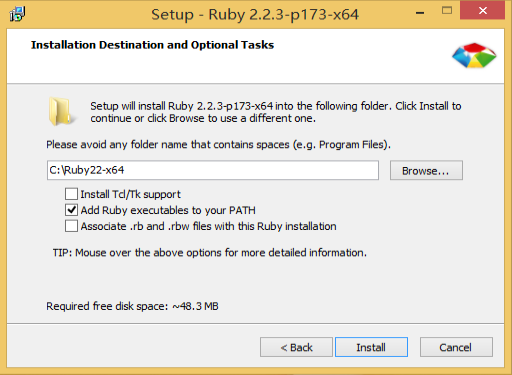 Setup - Ruby 2.2.3-p173-x64
Installation Destination and Optional Tasks
Setup will install Ruby 2.2.3-p173-x64 into the following folder. Click Install to
continue or click Browse to use a different one.
Please avoid any folder name that contains spaces (e.g. Program Files).
C:\Ruby22-x64
Browse...
Install Tcl/Tk support
Add Ruby executables to your PATH
Associate .rb and .rbw files with this Ruby installation
TIP: Mouse over the above options for more detailed information.
Required free disk space: ~48.3 MB
< Back
Install
Cancel